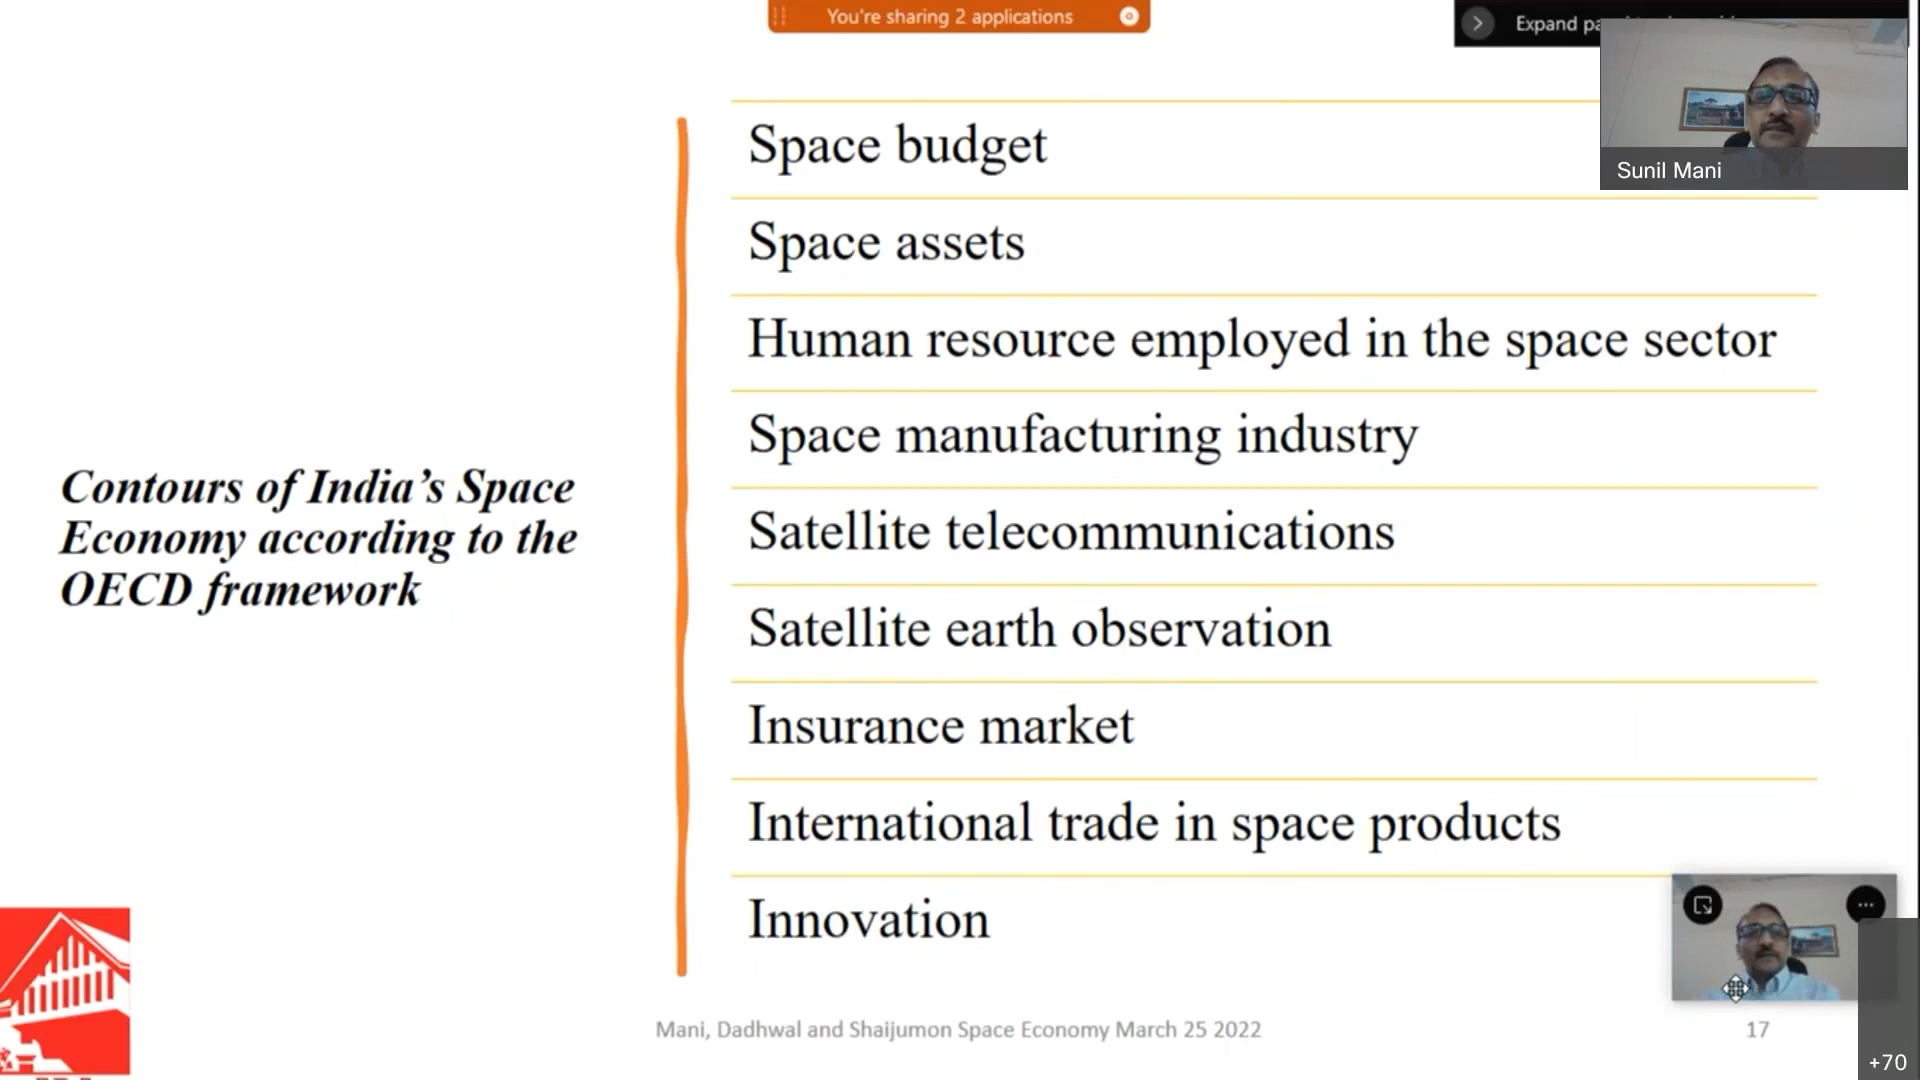 You're sharing 2 applications
Expand
Sunil Mani
Space budget
Space assets
Human resource employed in the space sector
Space manufacturing industry
Satellite telecommunications
Satellite earth observation
Insurance market
International trade in space products
Innovation
Contours of India’s Space
Economy according to the
OECD framework
Mani, Dadhwal and Shaijumon Space Economy March 25 2022
17
+70